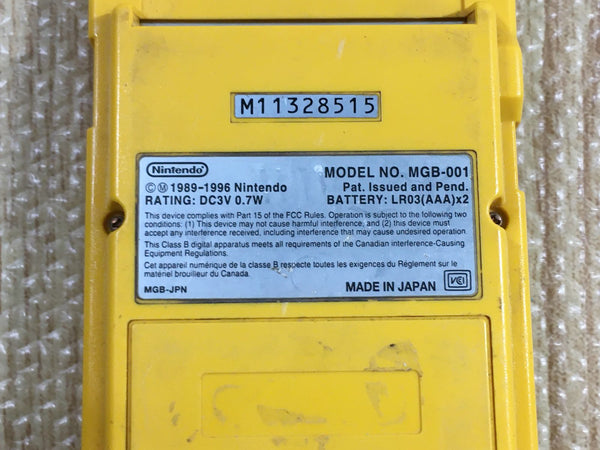 M11328515
Nintendo
MODEL NO. MGB-001
©Ⓜ 1989-1996 Nintendo
Pat. Issued and Pend.
RATING: DC3V 0.7W
BATTERY: LR03(AAA)x2
This device complies with Part 15 of the FCC Rules. Operation is subject to the following two
conditions: (1) This device may not cause harmful interference, and (2) this device must
accept any interference received, including interference that may cause undesired operation.
This Class B digital apparatus meets all requirements of the Canadian interference-Causing
Equipment Regulations.
Cet appareil numérique de la classe B respecte toutes les exigences du Règlement sur le
matériel brouilleur du Canada.
MGB-JPN
MADE IN JAPAN
VCI